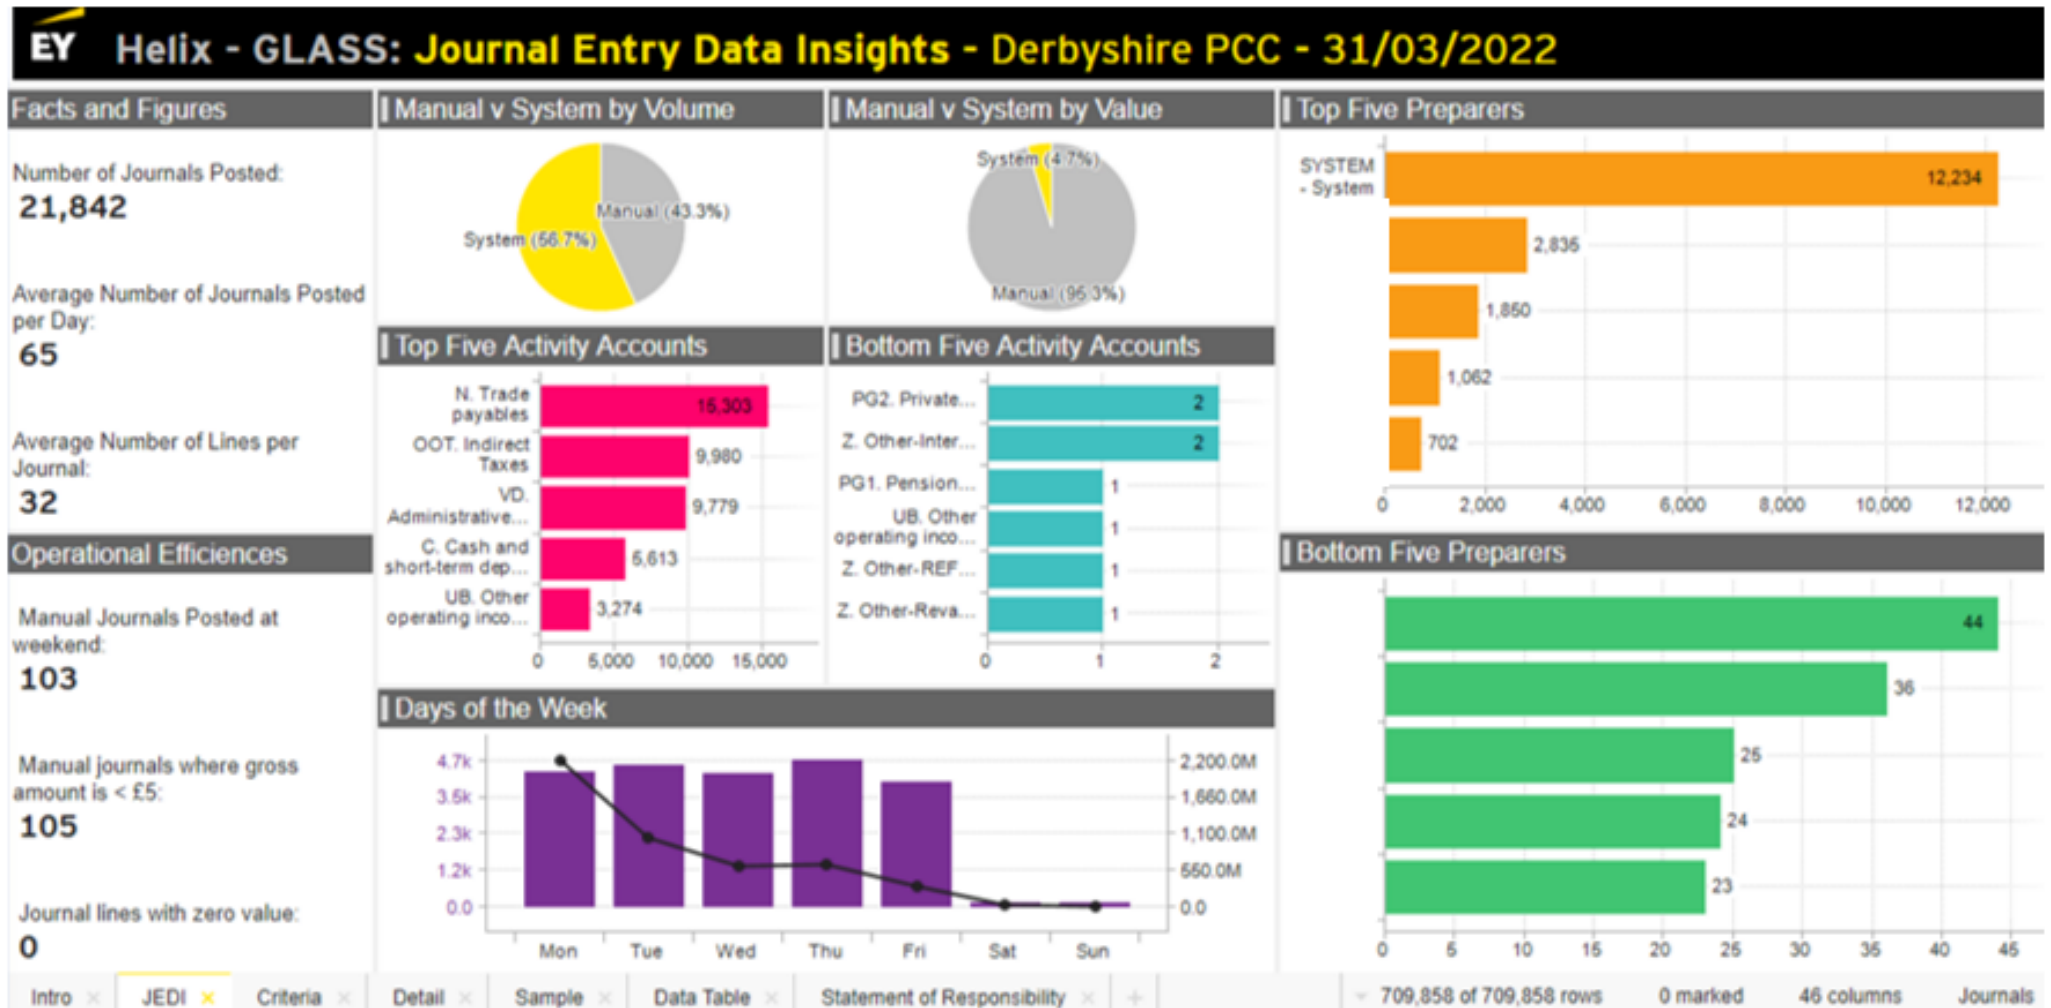 EY Helix - GLASS: Journal Entry Data Insights - Derbyshire PCC - 31/03/2022
Facts and Figures
Number of Journals Posted:
21,842
Average Number of Journals Posted
per Day:
65
Average Number of Lines per
Journal:
32
Operational Efficiences
Manual Journals Posted at
weekend:
103
Manual journals where gross
amount is < £5:
105
Journal lines with zero value:
0
Manual v System by Volume
Manual (43.3%)
System (56.7%)
Manual v System by Value
System (4.7%)
Manual (95.3%)
Top Five Activity Accounts
N. Trade
payables
15,303
OOT. Indirect
Taxes
9,980
VD.
Administrative...
9,779
C. Cash and
short-term dep...
5,613
UB. Other
operating inco...
3,274
0 5,000 10,000 15,000
Bottom Five Activity Accounts
PG2. Private...
2
Z. Other-Inter...
2
PG1. Pension...
1
UB. Other
operating inco...
1
Z. Other-REF...
1
Z. Other-Reva...
1
0 1 2
Days of the Week
4.7k
3.5k
2.3k
1.2k
0.0
2,200.0M
1,660.0M
1,100.0M
550.0M
0.0
Mon Tue Wed Thu Fri Sat Sun
Top Five Preparers
SYSTEM
- System
12,234
2,835
1,850
1,062
702
0 2,000 4,000 6,000 8,000 10,000 12,000
Bottom Five Preparers
44
36
25
24
23
0 5 10 15 20 25 30 35 40 45
Intro × JEDI × Criteria × Detail × Sample × Data Table × Statement of Responsibility × +
709,858 of 709,858 rows 0 marked 46 columns Journals